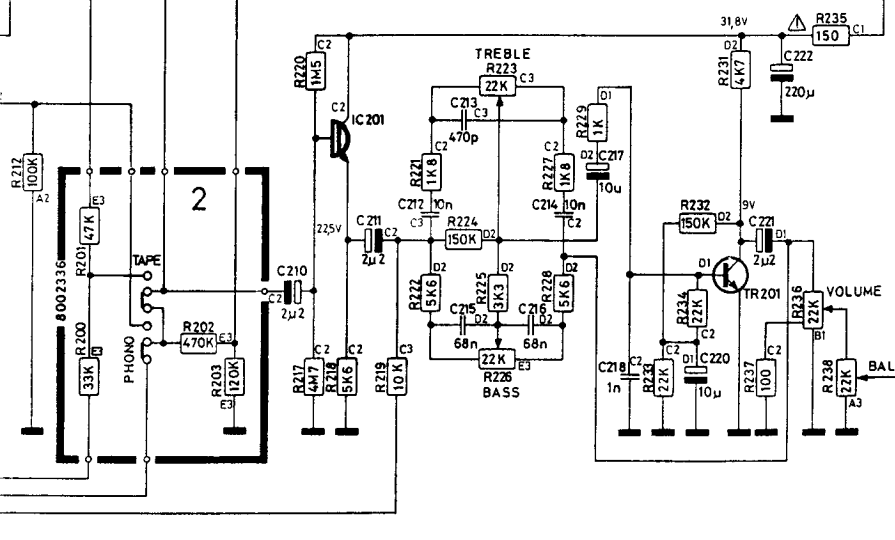 31,8V
R235
150
C1
C2
R220
1M5
TREBLE
R223
22K
C3
D2
R231
4K7
C222
220μ
C2
IC201
C213
C3
470p
D1
R229
1K
R212
100K
A2
2
C2
R221
1K8
C2
R227
1K8
D2
C217
10u
E3
R201
47K
C212
10n
C3
C214
10n
C2
R232
150K
D2
9V
22,5V
C211
C2
2μ2
R224
150K
D2
C221
D1
2μ2
8002336
TAPE
C210
C2
2μ2
D2
R222
5K6
D2
R225
3K3
D2
R228
5K6
D1
TR201
R234
22K
C2
R236
22K
B1
VOLUME
C215
D2
68n
C216
D2
68n
R200
E3
33K
PHONO
R202
470K
E3
R203
120K
E3
C2
R217
4M7
C2
R218
5K6
C3
R219
10K
22K
E3
R226
BASS
C218
C2
1n
C2
R233
22K
D1
C220
10μ
C2
R237
100
R238
22K
A3
BAL